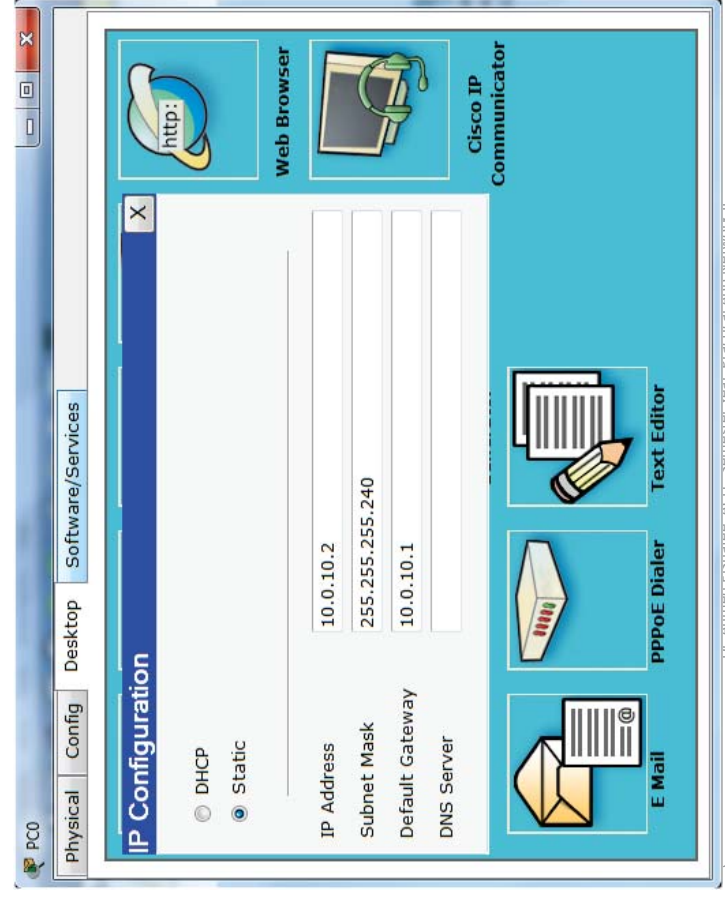 PC0
Physical Config Desktop Software/Services
IP Configuration X
DHCP
Static
IP Address 10.0.10.2
Subnet Mask 255.255.255.240
Default Gateway 10.0.10.1
DNS Server
http:
Web Browser
Cisco IP
Communicator
E Mail
PPPoE Dialer
Text Editor